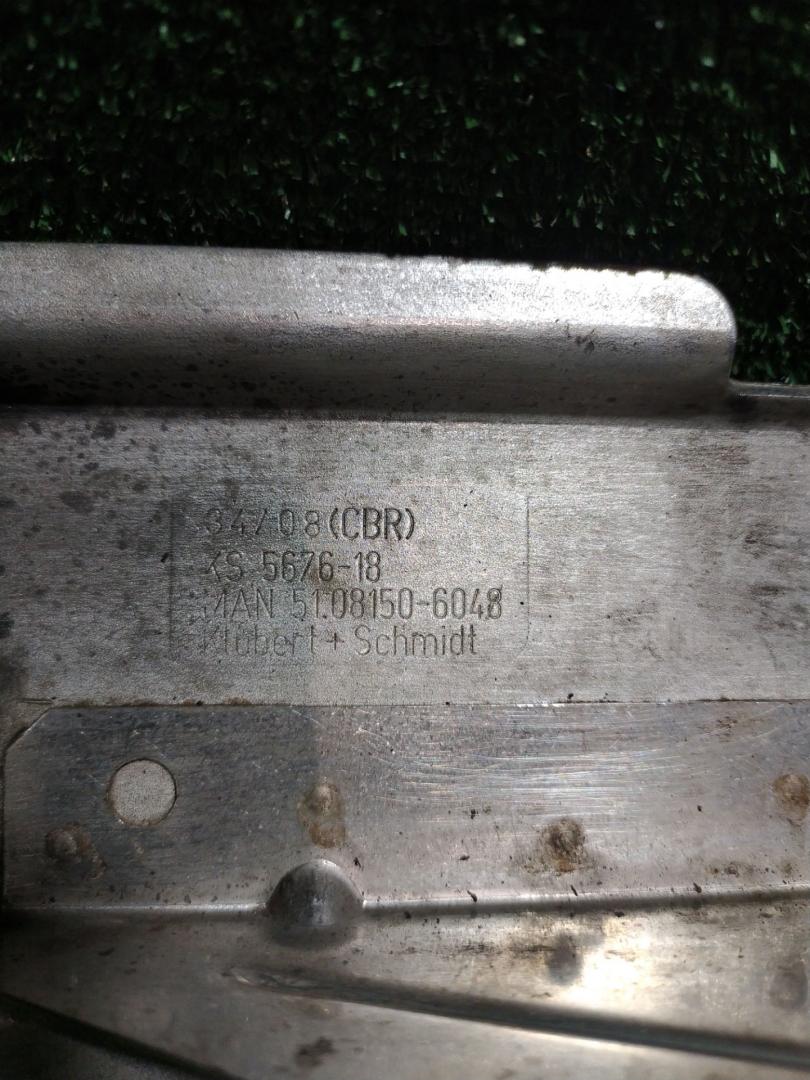 34/08(CBR)
KS 5676-18
MAN 51.08150-6048
Klubert + Schmidt